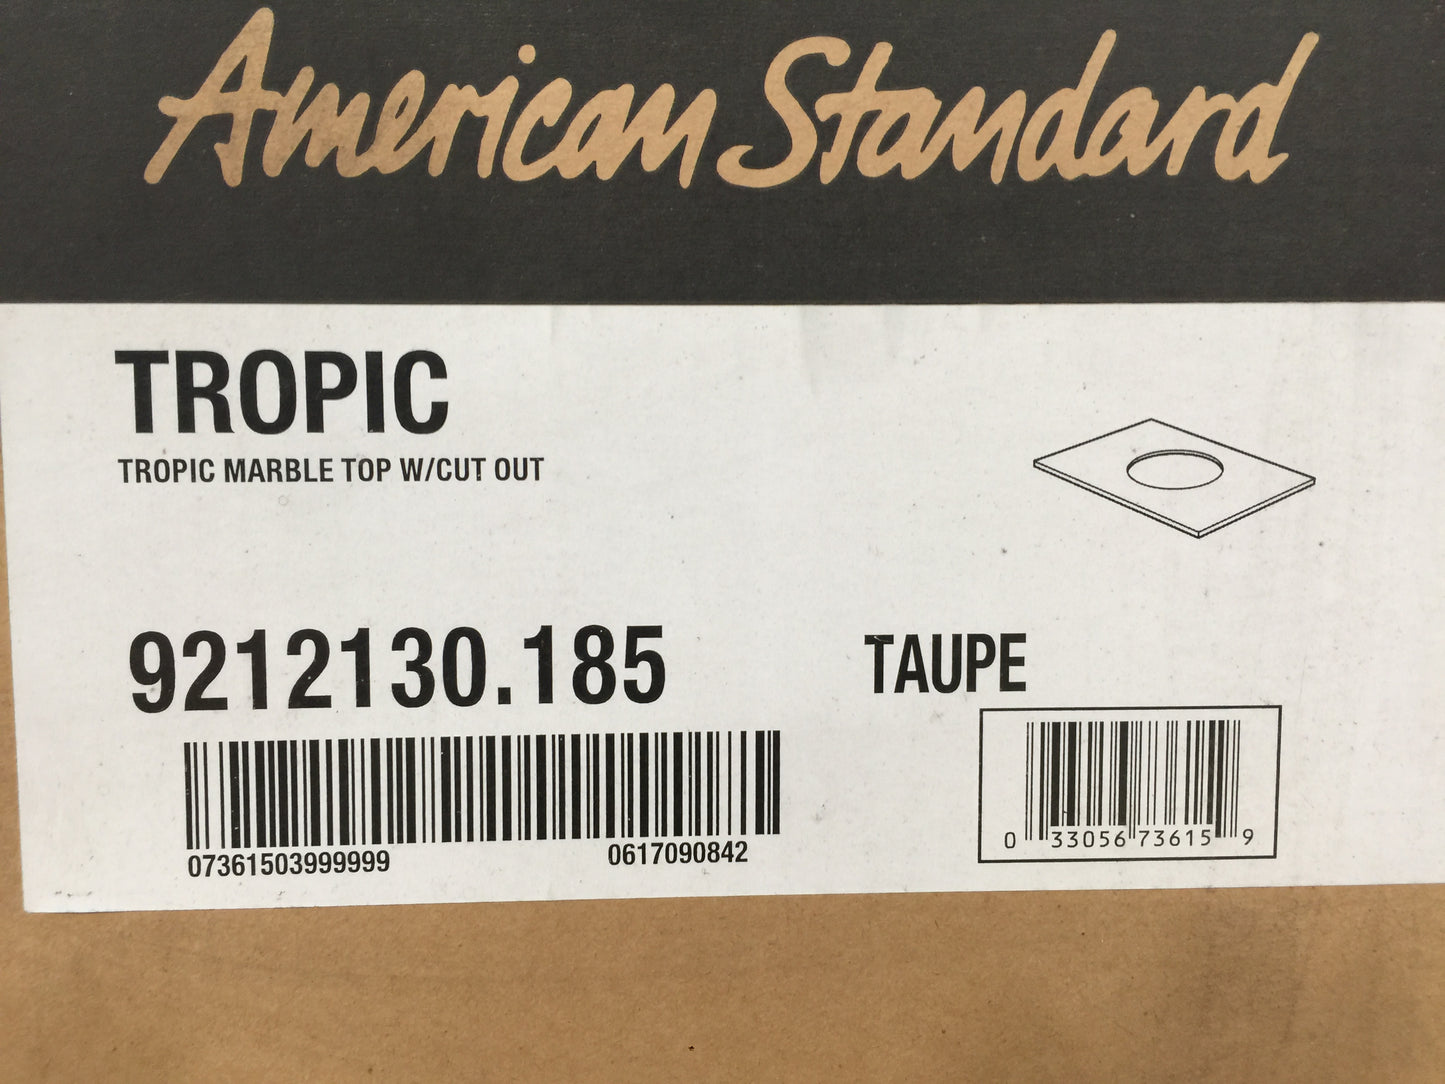 American Standard
TROPIC
TROPIC MARBLE TOP W/CUT OUT
9212130.185
TAUPE
07361503999999
0617090842
0 33056 73615 9